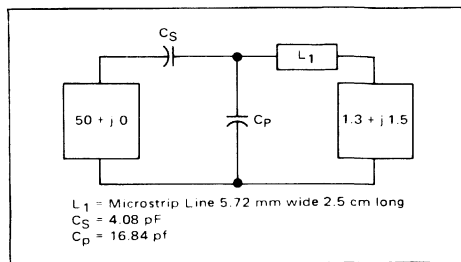 C_S
L_1
50 + j 0
C_P
1.3 + j 1.5
L_1 = Microstrip Line 5.72 mm wide 2.5 cm long
C_S = 4.08 pF
C_p = 16.84 pf